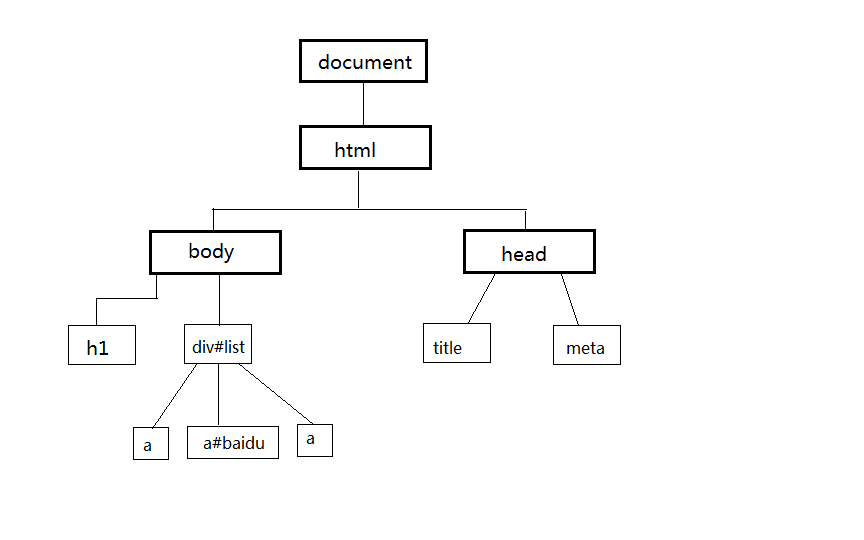 document
html
body
head
h1
div#list
title
meta
a
a#baidu
a